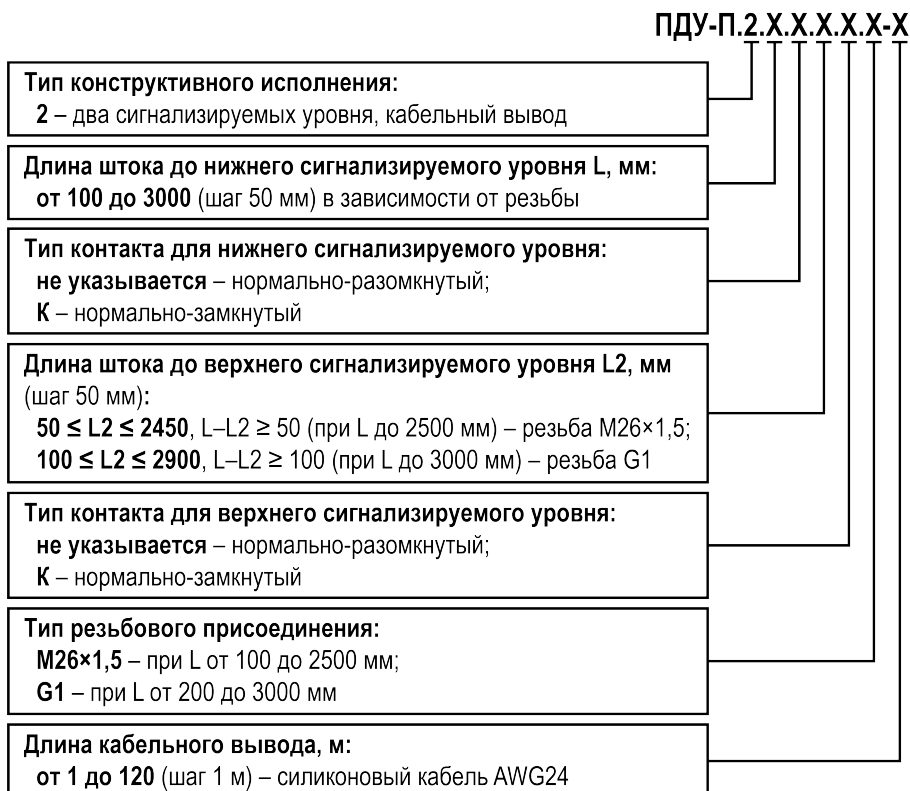 ПДУ-П.2.Х.Х.Х.Х.Х-Х
Тип конструктивного исполнения:
2 – два сигнализируемых уровня, кабельный вывод
Длина штока до нижнего сигнализируемого уровня L, мм:
от 100 до 3000 (шаг 50 мм) в зависимости от резьбы
Тип контакта для нижнего сигнализируемого уровня:
не указывается – нормально-разомкнутый;
К – нормально-замкнутый
Длина штока до верхнего сигнализируемого уровня L2, мм
(шаг 50 мм):
50 ≤ L2 ≤ 2450, L–L2 ≥ 50 (при L до 2500 мм) – резьба М26×1,5;
100 ≤ L2 ≤ 2900, L–L2 ≥ 100 (при L до 3000 мм) – резьба G1
Тип контакта для верхнего сигнализируемого уровня:
не указывается – нормально-разомкнутый;
К – нормально-замкнутый
Тип резьбового присоединения:
М26×1,5 – при L от 100 до 2500 мм;
G1 – при L от 200 до 3000 мм
Длина кабельного вывода, м:
от 1 до 120 (шаг 1 м) – силиконовый кабель AWG24